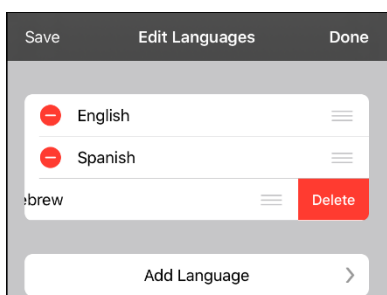 Save Edit Languages Done
English
Spanish
ebrew Delete
Add Language